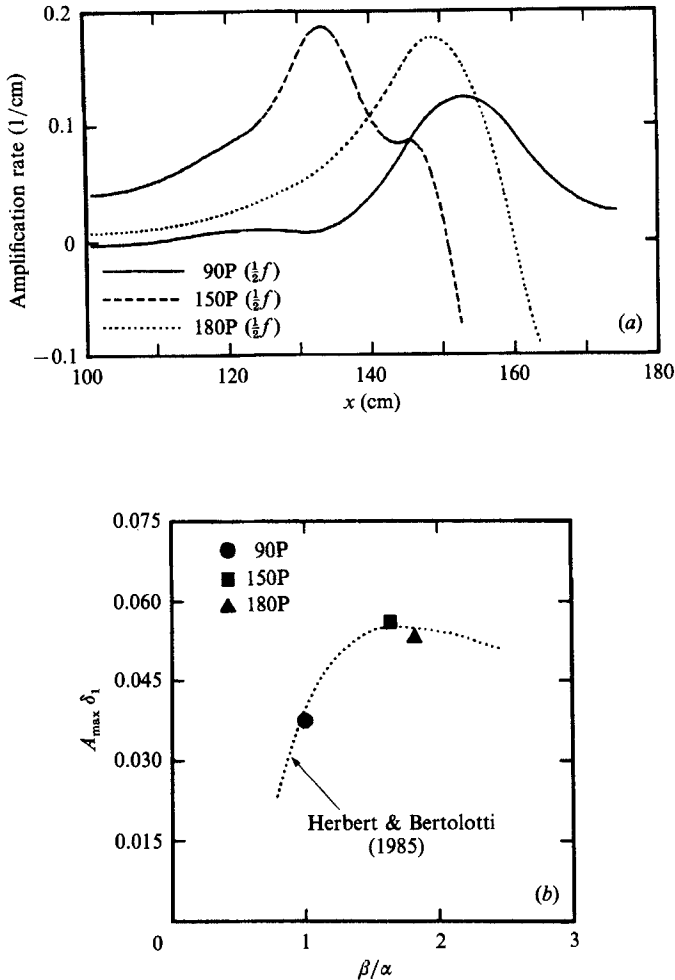 0.2
Amplification rate (1/cm)
0.1
0
−0.1
90P (½f)
150P (½f)
180P (½f)
(a)
100 120 140 160 180
x (cm)
0.075
0.060
0.045
0.030
0.015
0
A_max δ₁
90P
150P
180P
Herbert & Bertolotti
(1985)
(b)
1 2 3
β/α